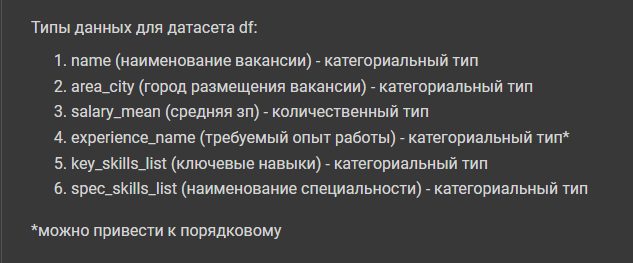 Типы данных для датасета df:
1. name (наименование вакансии) - категориальный тип
2. area_city (город размещения вакансии) - категориальный тип
3. salary_mean (средняя зп) - количественный тип
4. experience_name (требуемый опыт работы) - категориальный тип*
5. key_skills_list (ключевые навыки) - категориальный тип
6. spec_skills_list (наименование специальности) - категориальный тип
*можно привести к порядковому